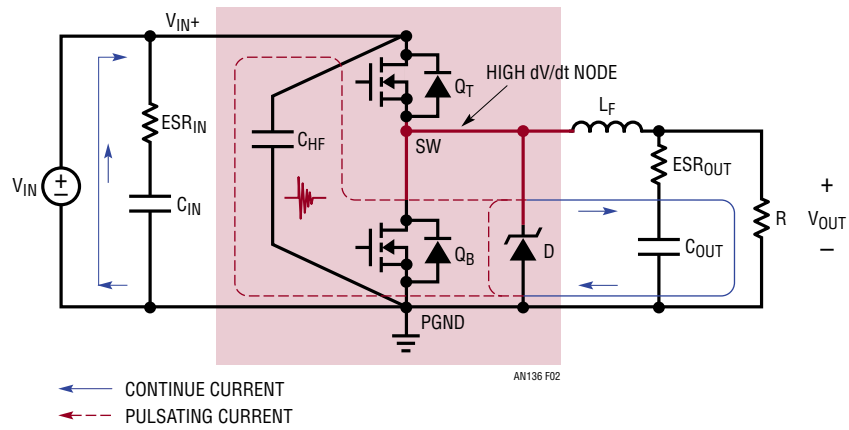 VIN+
HIGH dV/dt NODE
QT
LF
ESRIN
CHF
SW
ESROUT
VIN
+
–
CIN
R
+
VOUT
–
QB
D
COUT
PGND
AN136 F02
CONTINUE CURRENT
PULSATING CURRENT